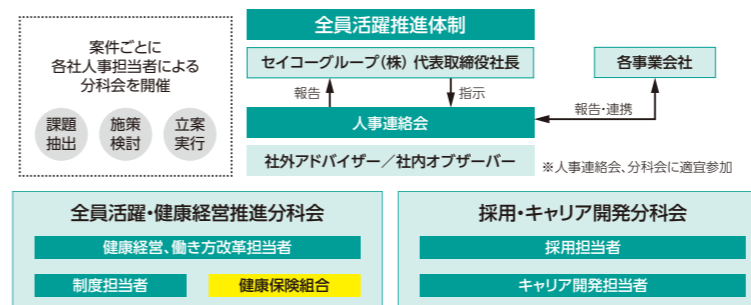 全員活躍推進体制
案件ごとに
各社人事担当者による
分科会を開催
課題
抽出
施策
検討
立案
実行
セイコーグループ(株) 代表取締役社長
各事業会社
報告
指示
報告・連携
人事連絡会
社外アドバイザー／社内オブザーバー
※人事連絡会、分科会に適宜参加
全員活躍・健康経営推進分科会
健康経営、働き方改革担当者
制度担当者
健康保険組合
採用・キャリア開発分科会
採用担当者
キャリア開発担当者